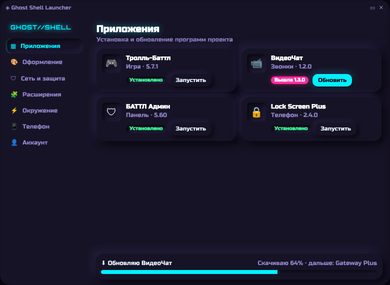 Ghost Shell Launcher
GHOST//SHELL
Приложения
Оформление
Сеть и защита
Расширения
Окружение
Телефон
Аккаунт
Приложения
Установка и обновление программ проекта
Тролль-Баттл
Игра · 5.7.1
Установлено
Запустить
ВидеоЧат
Звонки · 1.2.0
Вышла 1.3.0
Обновить
БАТТЛ Админ
Панель · 5.60
Установлено
Запустить
Lock Screen Plus
Телефон · 2.4.0
Установлено
Запустить
⬇ Обновляю ВидеоЧат
Скачиваю 64% · дальше: Gateway Plus